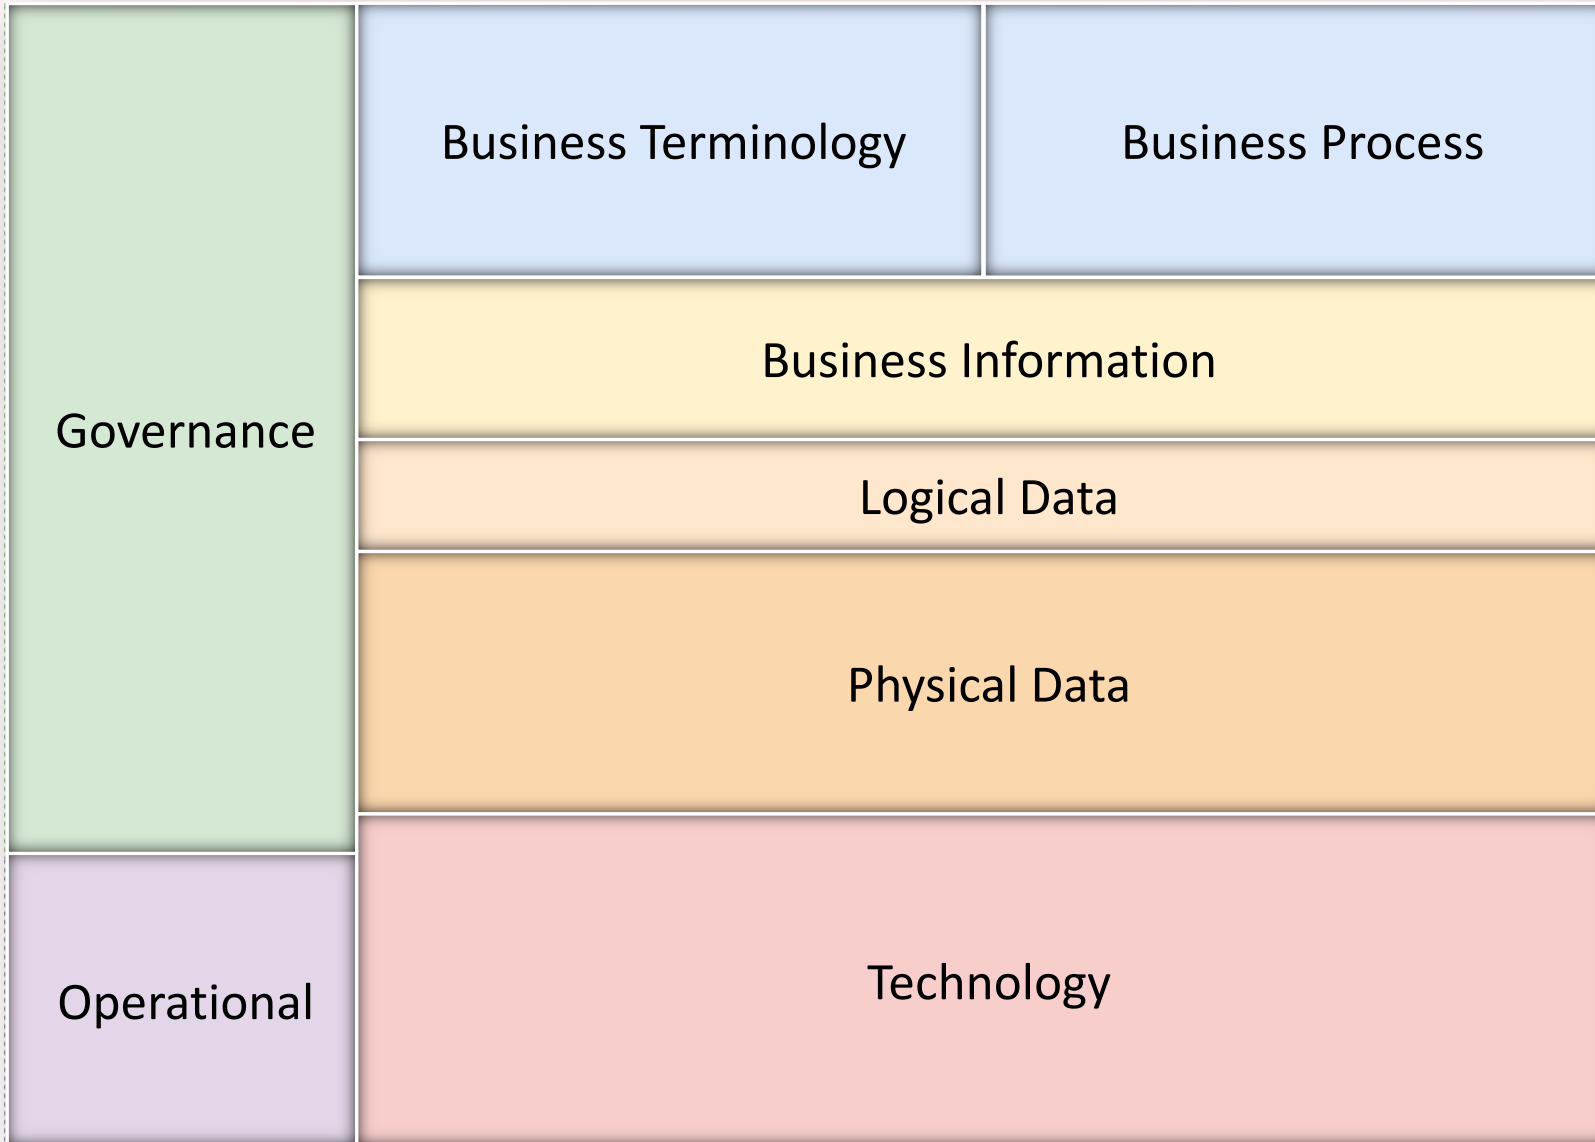 Business Terminology
Business Process
Business Information
Governance
Logical Data
Physical Data
Technology
Operational